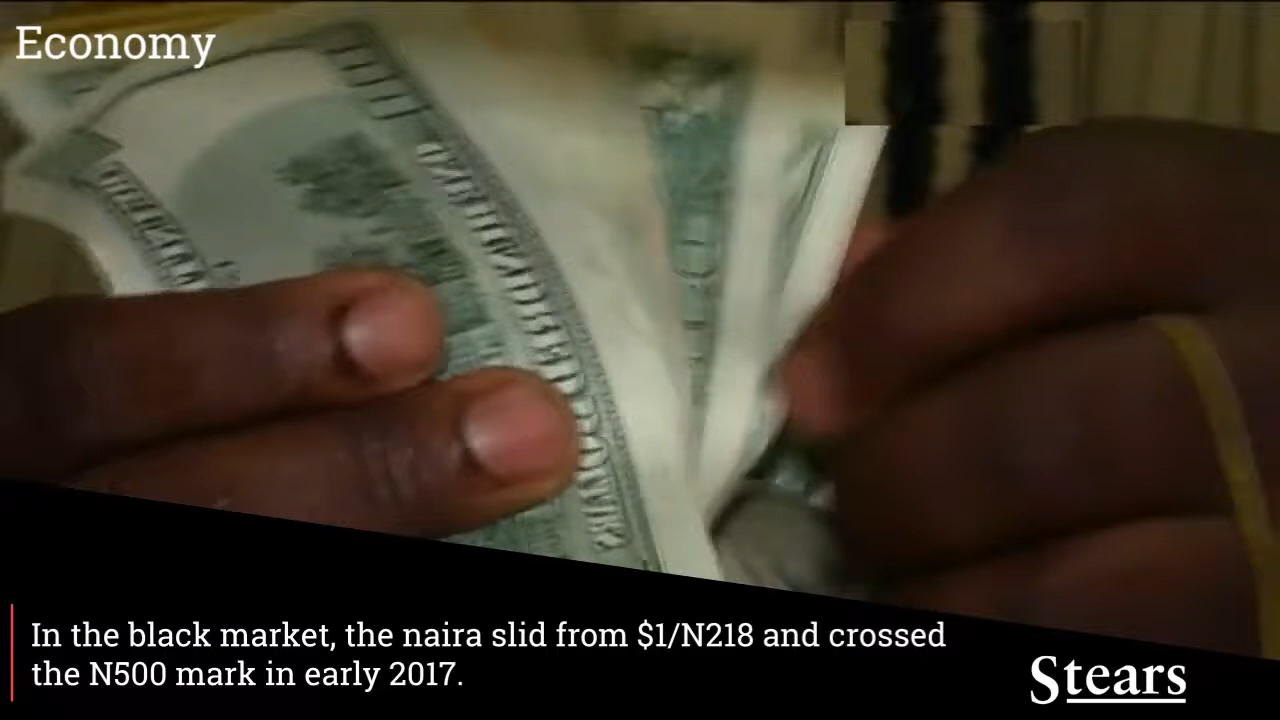 Economy
In the black market, the naira slid from $1/N218 and crossed
the N500 mark in early 2017.
Stears